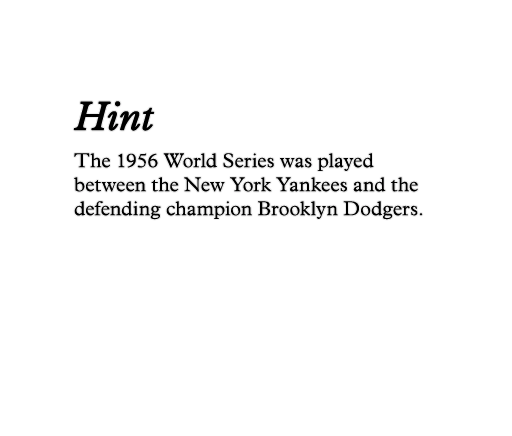 Hint
The 1956 World Series was played
between the New York Yankees and the
defending champion Brooklyn Dodgers.